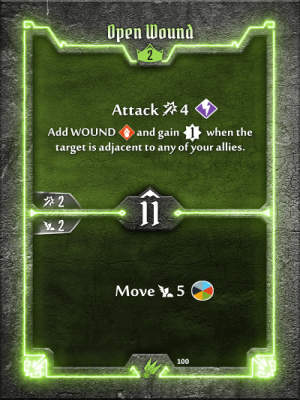 Open Wound
2
Attack 4
Add WOUND and gain 1 when the
target is adjacent to any of your allies.
2
11
2
Move 5
100